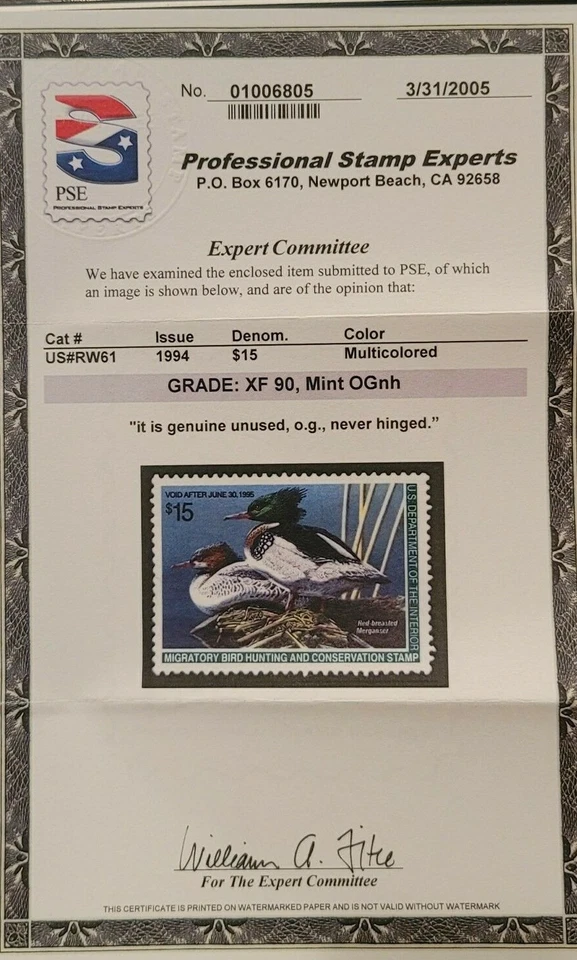 No. 01006805 3/31/2005
PSE
PROFESSIONAL STAMP EXPERTS
Professional Stamp Experts
P.O. Box 6170, Newport Beach, CA 92658
Expert Committee
We have examined the enclosed item submitted to PSE, of which
an image is shown below, and are of the opinion that:
Cat # Issue Denom. Color
US#RW61 1994 $15 Multicolored
GRADE: XF 90, Mint OGnh
"it is genuine unused, o.g., never hinged.”
VOID AFTER JUNE 30, 1995
$15
U.S. DEPARTMENT OF THE INTERIOR
Red-breasted
Merganser
MIGRATORY BIRD HUNTING AND CONSERVATION STAMP
William A. Fitch
For The Expert Committee
THIS CERTIFICATE IS PRINTED ON WATERMARKED PAPER AND IS NOT VALID WITHOUT WATERMARK